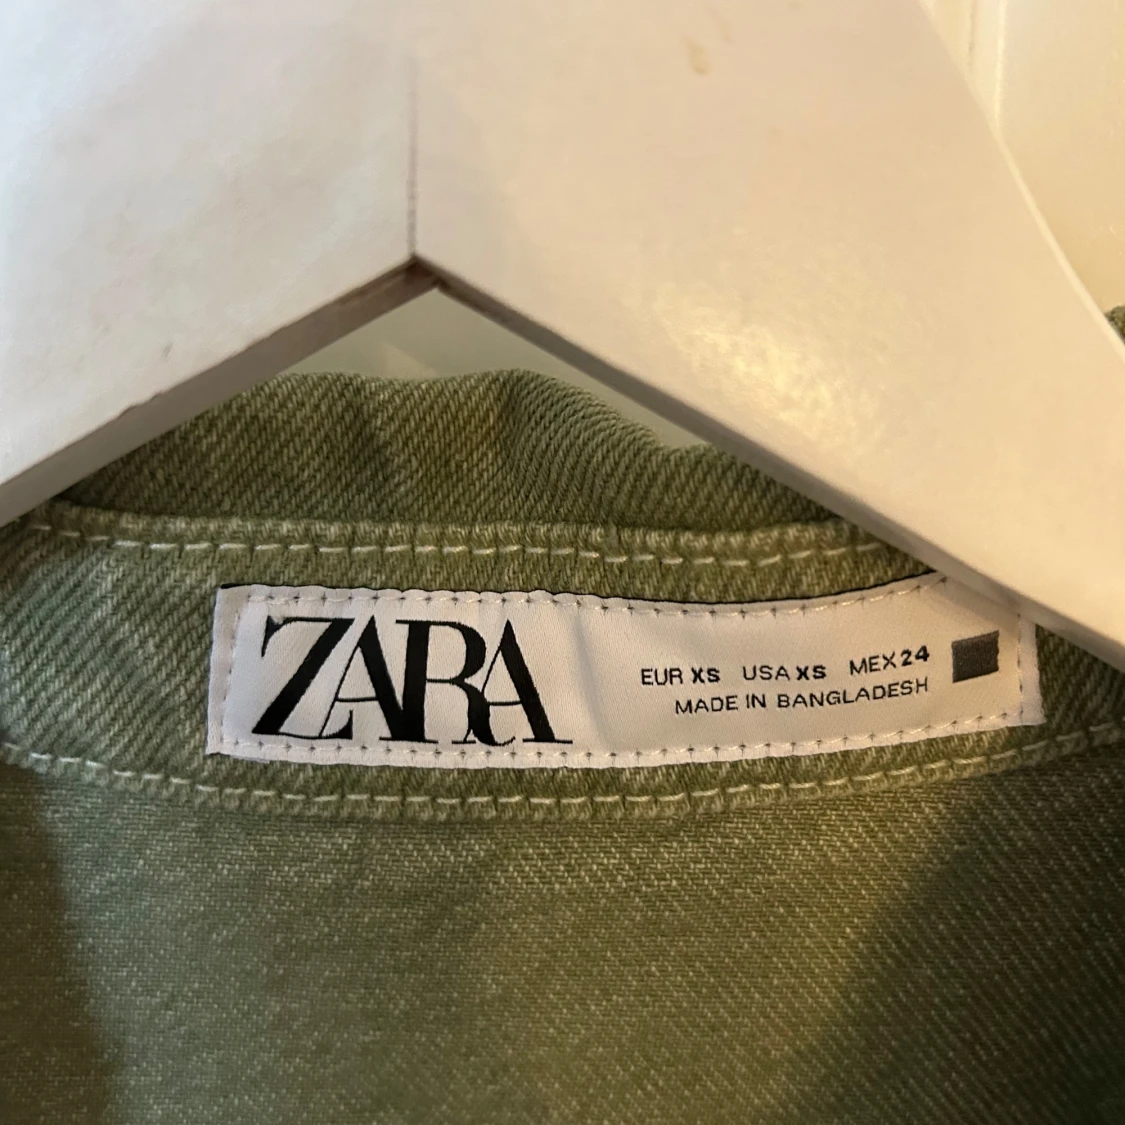 ZARA
EUR XS USA XS MEX 24
MADE IN BANGLADESH